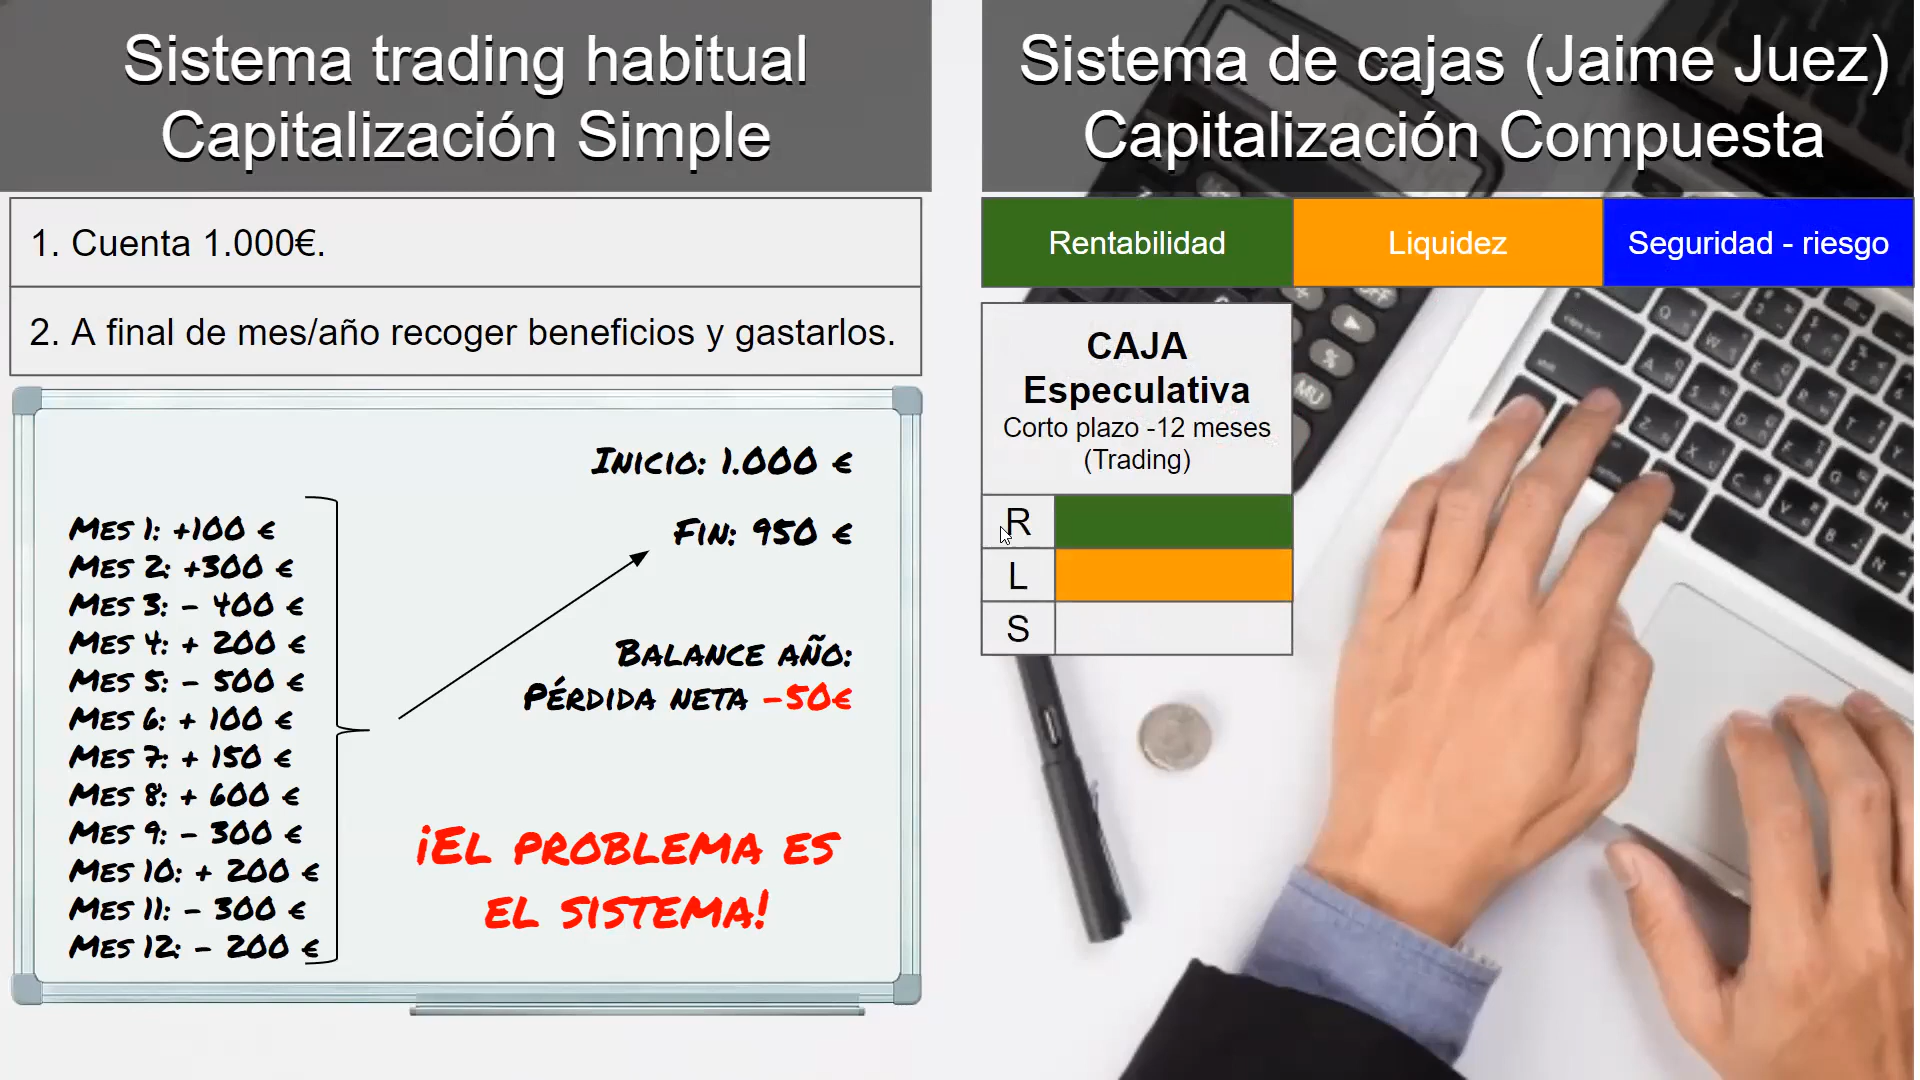 Sistema trading habitual
Capitalización Simple
1. Cuenta 1.000€.
2. A final de mes/año recoger beneficios y gastarlos.
Inicio: 1.000 €
Fin: 950 €
Mes 1: +100 €
Mes 2: +300 €
Mes 3: - 400 €
Mes 4: + 200 €
Mes 5: - 500 €
Mes 6: + 100 €
Mes 7: + 150 €
Mes 8: + 600 €
Mes 9: - 300 €
Mes 10: + 200 €
Mes 11: - 300 €
Mes 12: - 200 €
Balance año:
Pérdida neta -50€
¡El problema es
el sistema!
Sistema de cajas (Jaime Juez)
Capitalización Compuesta
Rentabilidad
Liquidez
Seguridad - riesgo
CAJA
Especulativa
Corto plazo -12 meses
(Trading)
R
L
S